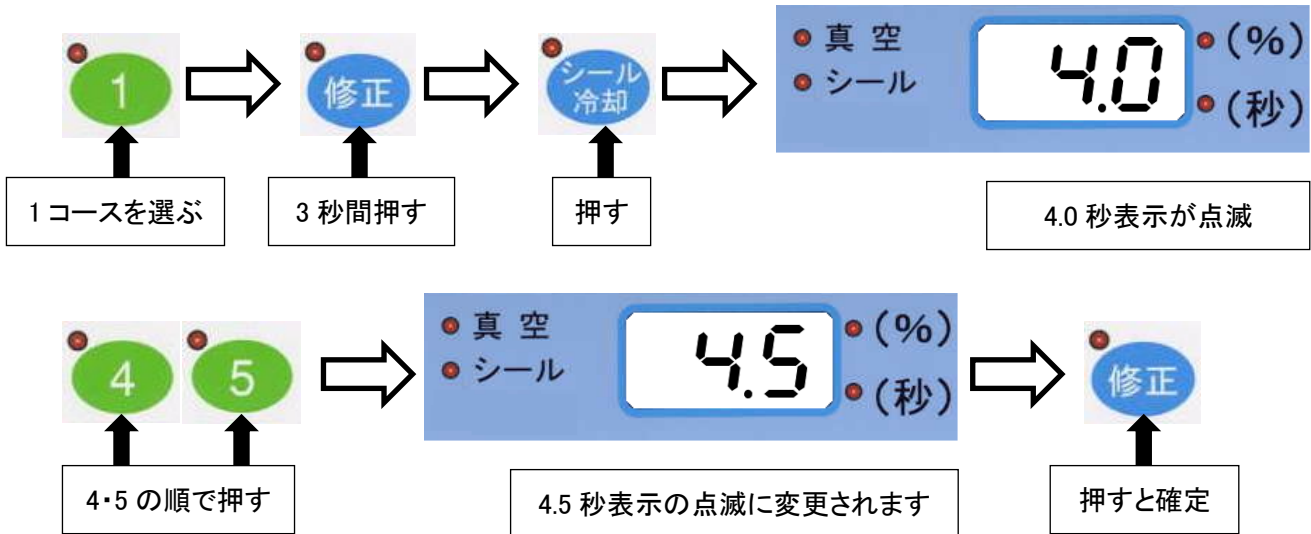 1
修正
シール
冷却
真 空
シール
4.0
(%)
(秒)
1コースを選ぶ
3 秒間押す
押す
4.0 秒表示が点滅
4
5
真 空
シール
4.5
(%)
(秒)
修正
4・5 の順で押す
4.5 秒表示の点滅に変更されます
押すと確定